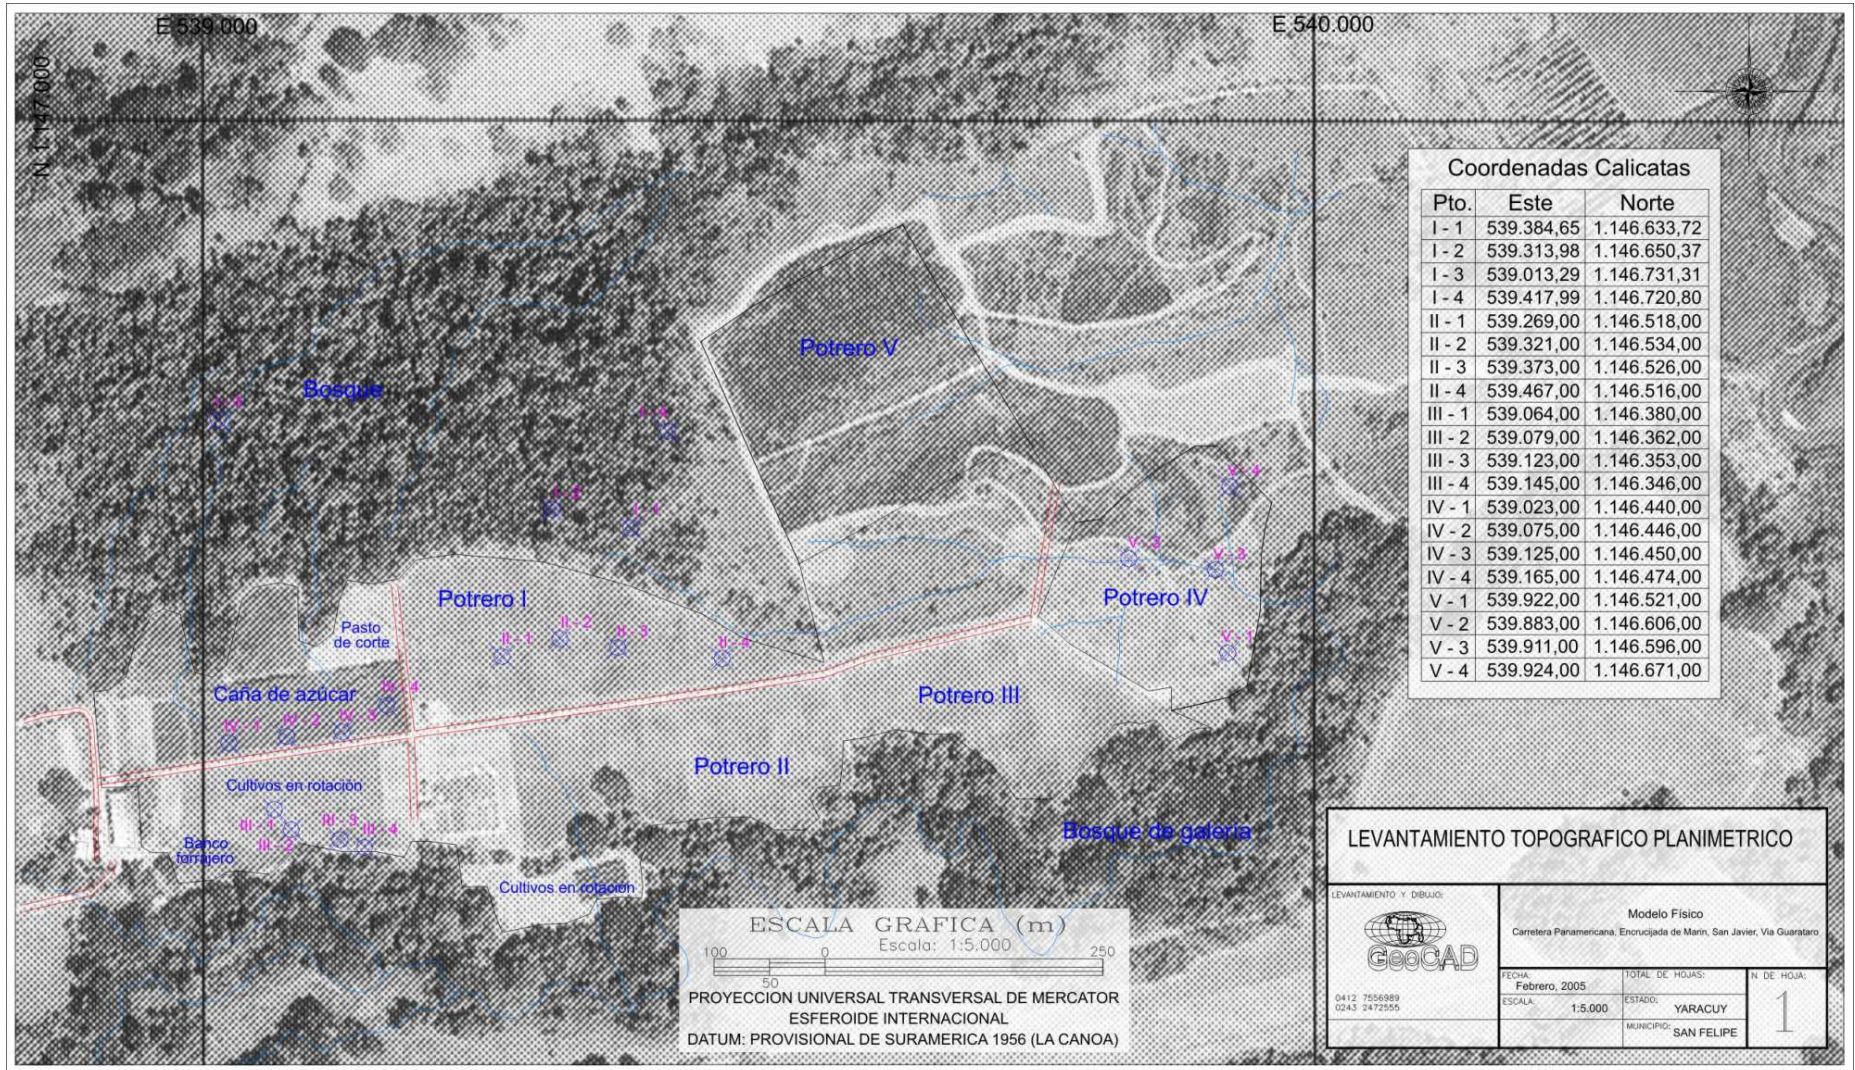 E 539.000
E 540.000
N 1.147.000
Coordenadas Calicatas
Pto. Este Norte
I - 1 539.384,65 1.146.633,72
I - 2 539.313,98 1.146.650,37
I - 3 539.013,29 1.146.731,31
I - 4 539.417,99 1.146.720,80
II - 1 539.269,00 1.146.518,00
II - 2 539.321,00 1.146.534,00
II - 3 539.373,00 1.146.526,00
II - 4 539.467,00 1.146.516,00
III - 1 539.064,00 1.146.380,00
III - 2 539.079,00 1.146.362,00
III - 3 539.123,00 1.146.353,00
III - 4 539.145,00 1.146.346,00
IV - 1 539.023,00 1.146.440,00
IV - 2 539.075,00 1.146.446,00
IV - 3 539.125,00 1.146.450,00
IV - 4 539.165,00 1.146.474,00
V - 1 539.922,00 1.146.521,00
V - 2 539.883,00 1.146.606,00
V - 3 539.911,00 1.146.596,00
V - 4 539.924,00 1.146.671,00
Potrero V
Bosque
I - 3
I - 4
V - 4
I - 2
I - 1
V - 3
V - 3
Potrero I
Potrero IV
Pasto
de corte
II - 1
II - 2
II - 3
II - 4
V - 1
Caña de azúcar
IV - 4
Potrero III
IV - 1
IV - 2
IV - 3
Potrero II
Cultivos en rotación
III - 1
III - 2
III - 3
III - 4
Banco
forrajero
Bosque de galeria
Cultivos en rotación
ESCALA GRAFICA (m)
Escala: 1:5.000
100 0 250
50
PROYECCION UNIVERSAL TRANSVERSAL DE MERCATOR
ESFEROIDE INTERNACIONAL
DATUM: PROVISIONAL DE SURAMERICA 1956 (LA CANOA)
LEVANTAMIENTO TOPOGRAFICO PLANIMETRICO
LEVANTAMIENTO Y DIBUJO:
GeoCAD
0412 7556989
0243 2472555
Modelo Físico
Carretera Panamericana, Encrucijada de Marin, San Javier, Via Guarataro
FECHA:
Febrero, 2005
TOTAL DE HOJAS:
N DE HOJA:
1
ESCALA:
1:5.000
ESTADO:
YARACUY
MUNICIPIO:
SAN FELIPE